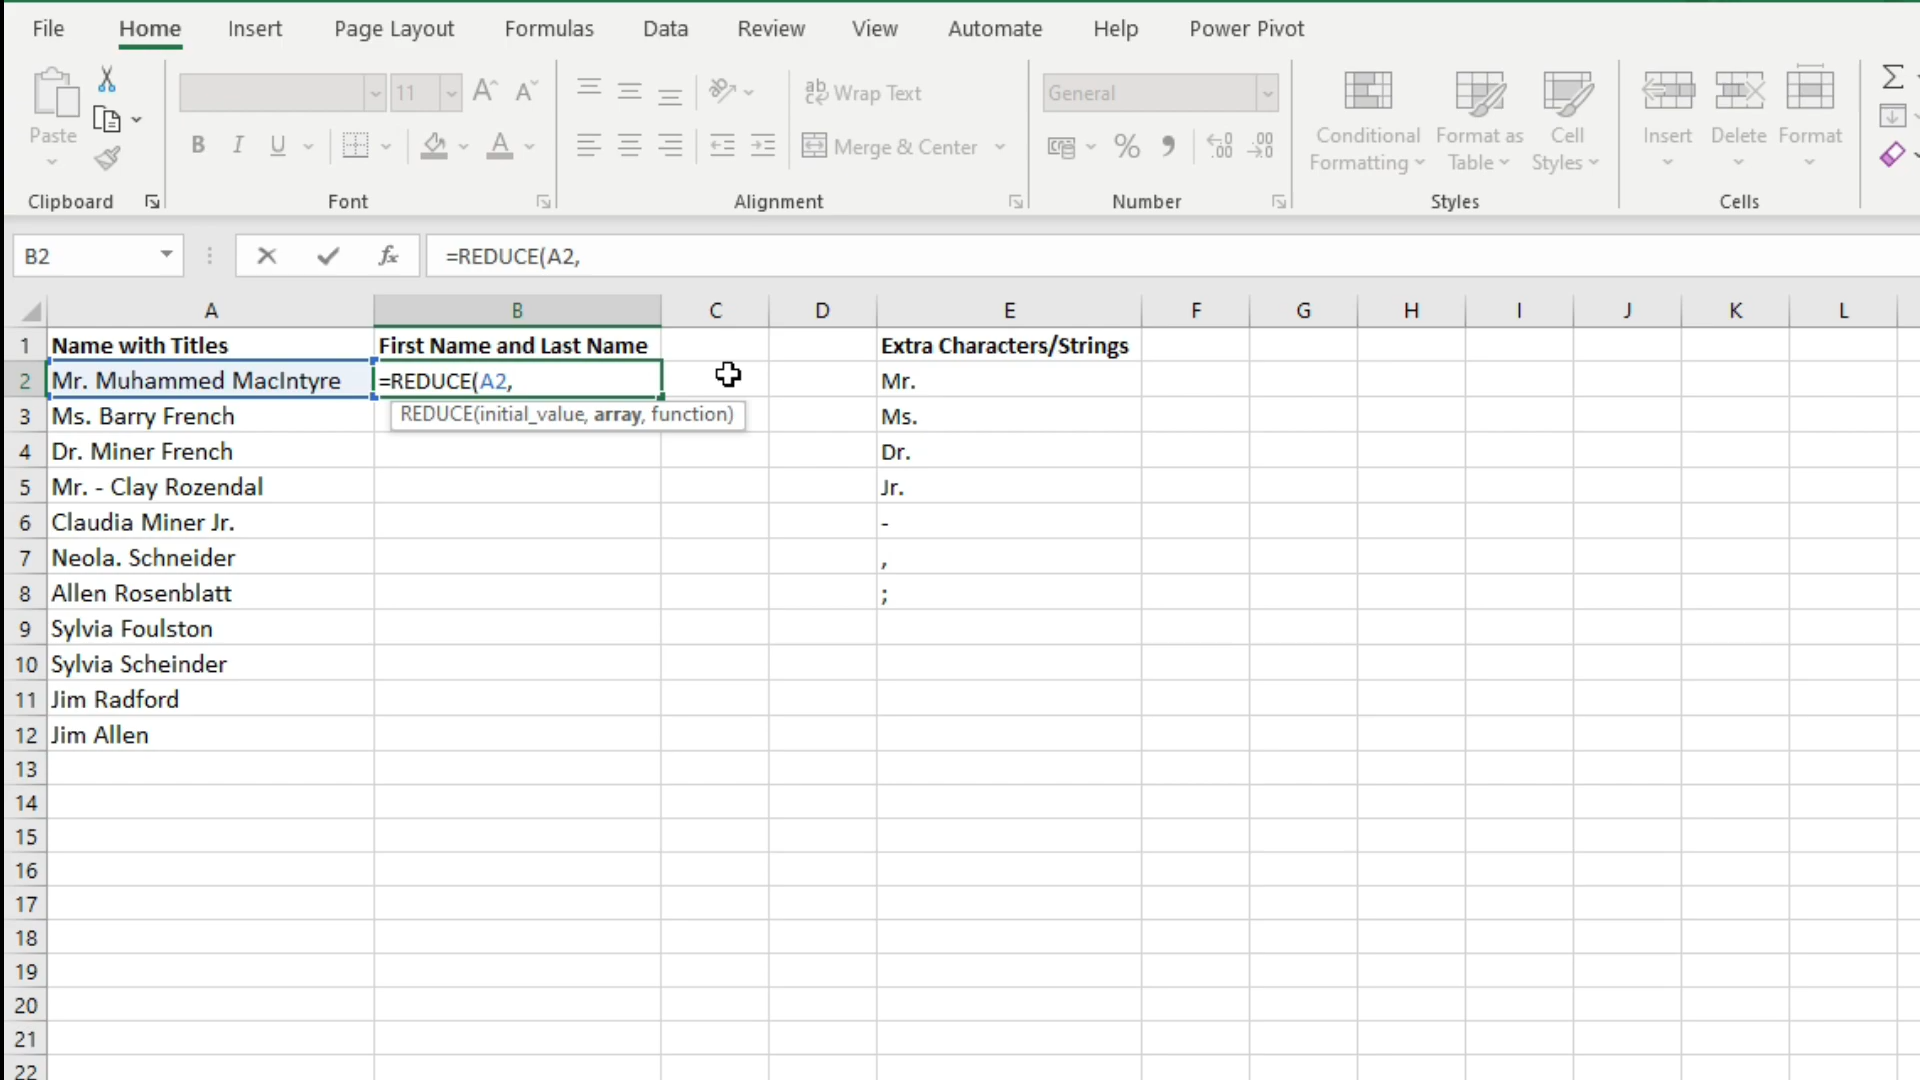 File Home Insert Page Layout Formulas Data Review View Automate Help Power Pivot
11 ab Wrap Text General
Paste Conditional Format as Cell Insert Delete Format
B I U A Merge & Center % .00 .00 Formatting Table Styles
Clipboard Font Alignment Number Styles Cells
B2 fx =REDUCE(A2,
A B C D E F G H I J K L
1 Name with Titles First Name and Last Name Extra Characters/Strings
2 Mr. Muhammed MacIntyre =REDUCE(A2, Mr.
REDUCE(initial_value, array, function)
3 Ms. Barry French Ms.
4 Dr. Miner French Dr.
5 Mr. - Clay Rozendal Jr.
6 Claudia Miner Jr. -
7 Neola. Schneider ,
8 Allen Rosenblatt ;
9 Sylvia Foulston
10 Sylvia Scheinder
11 Jim Radford
12 Jim Allen
13
14
15
16
17
18
19
20
21
22